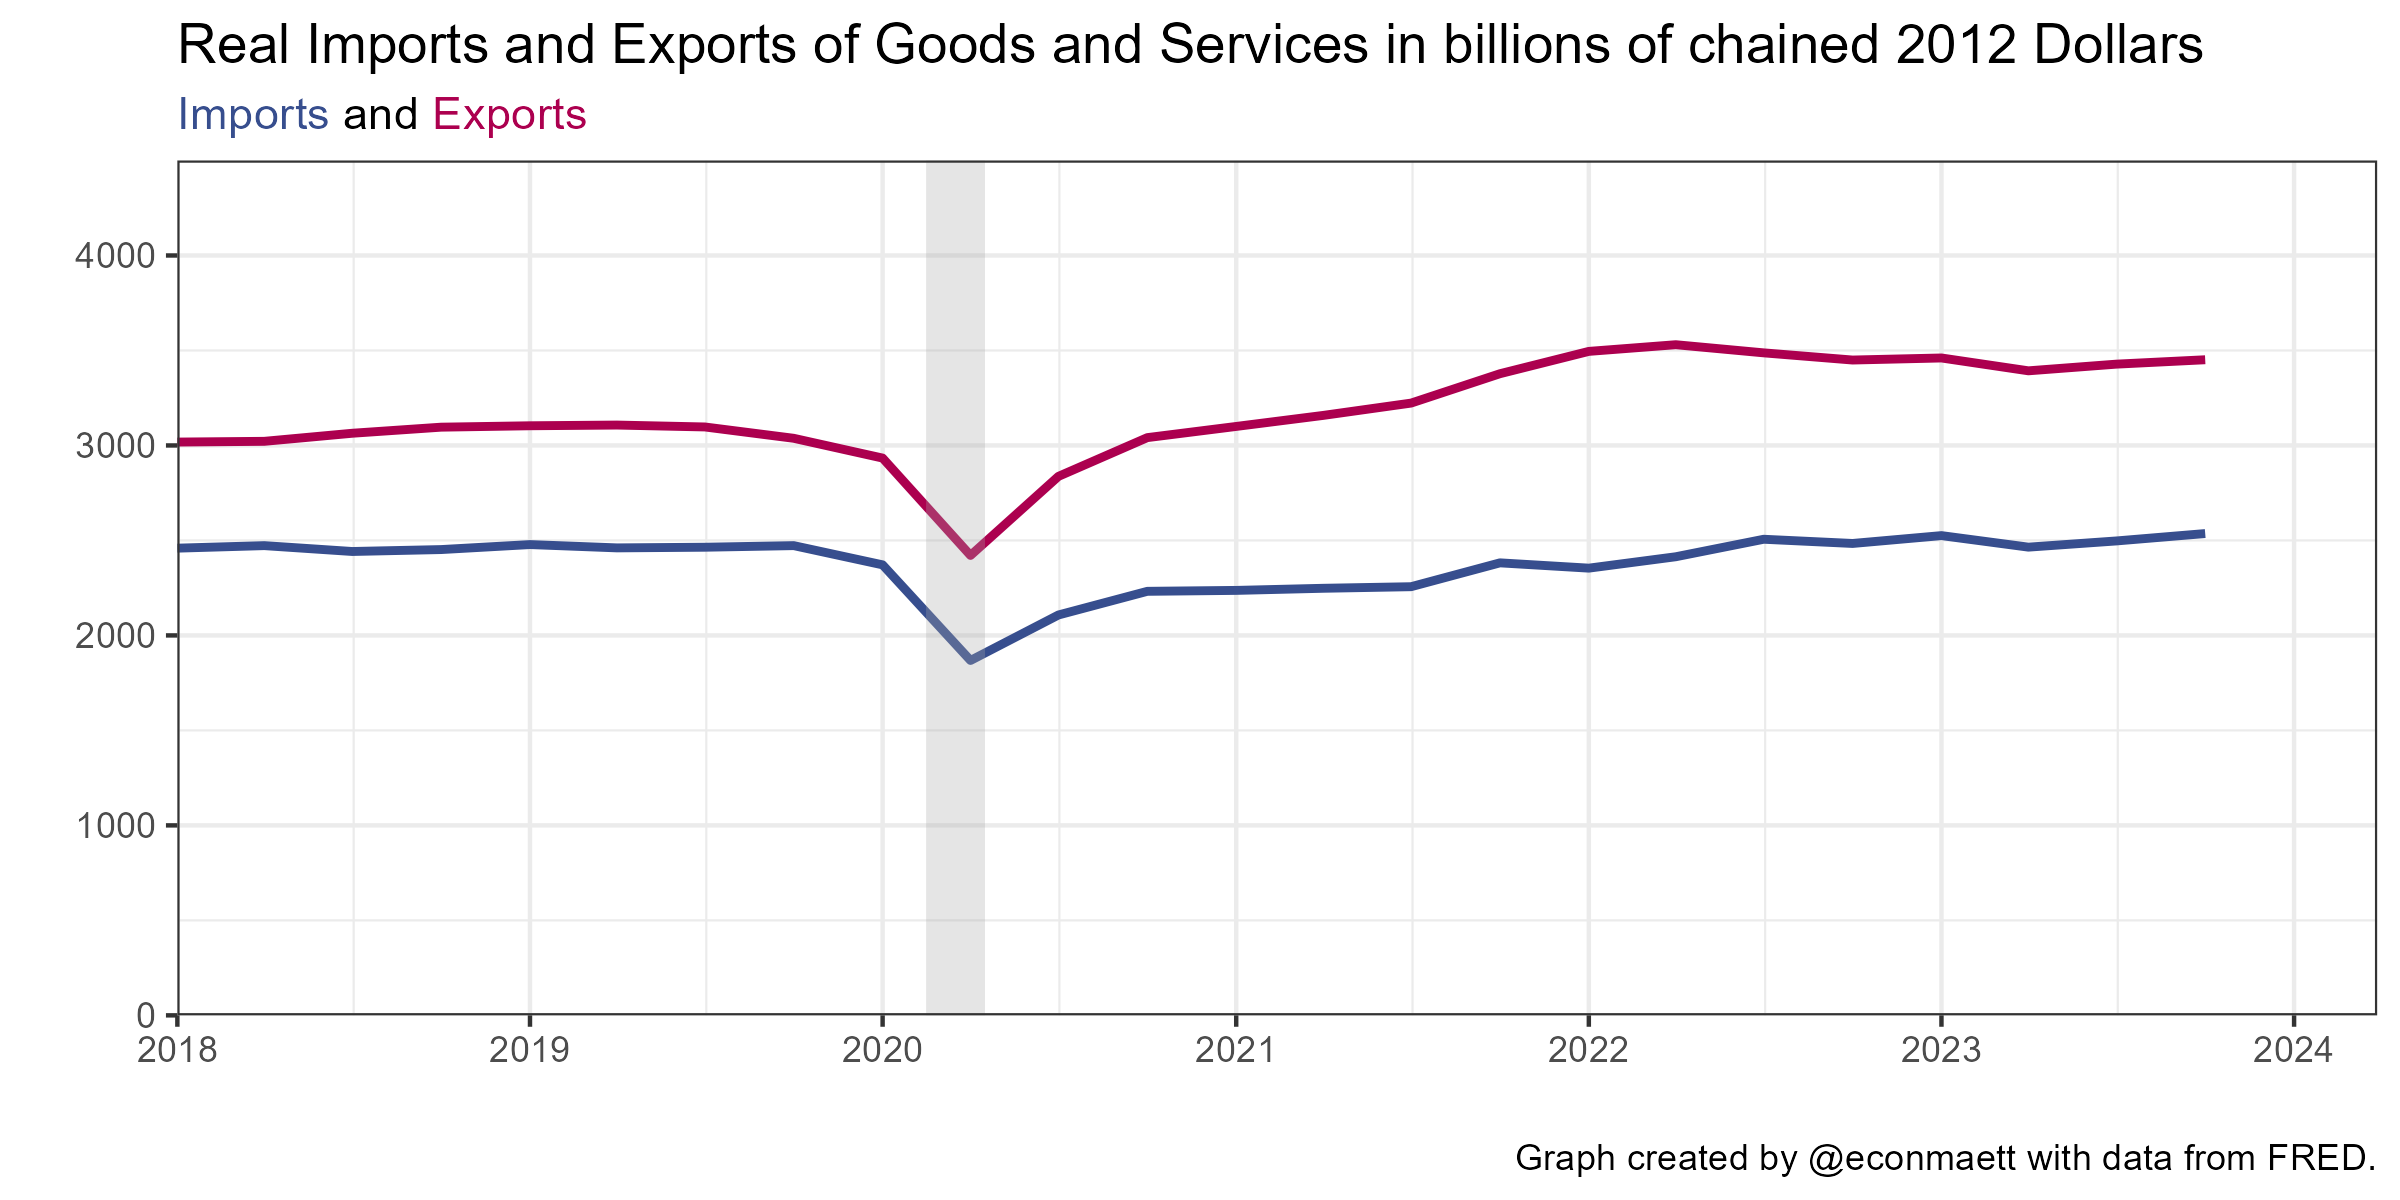 Real Imports and Exports of Goods and Services in billions of chained 2012 Dollars
Imports and Exports
4000
3000
2000
1000
0
2018 2019 2020 2021 2022 2023 2024
Graph created by @econmaett with data from FRED.